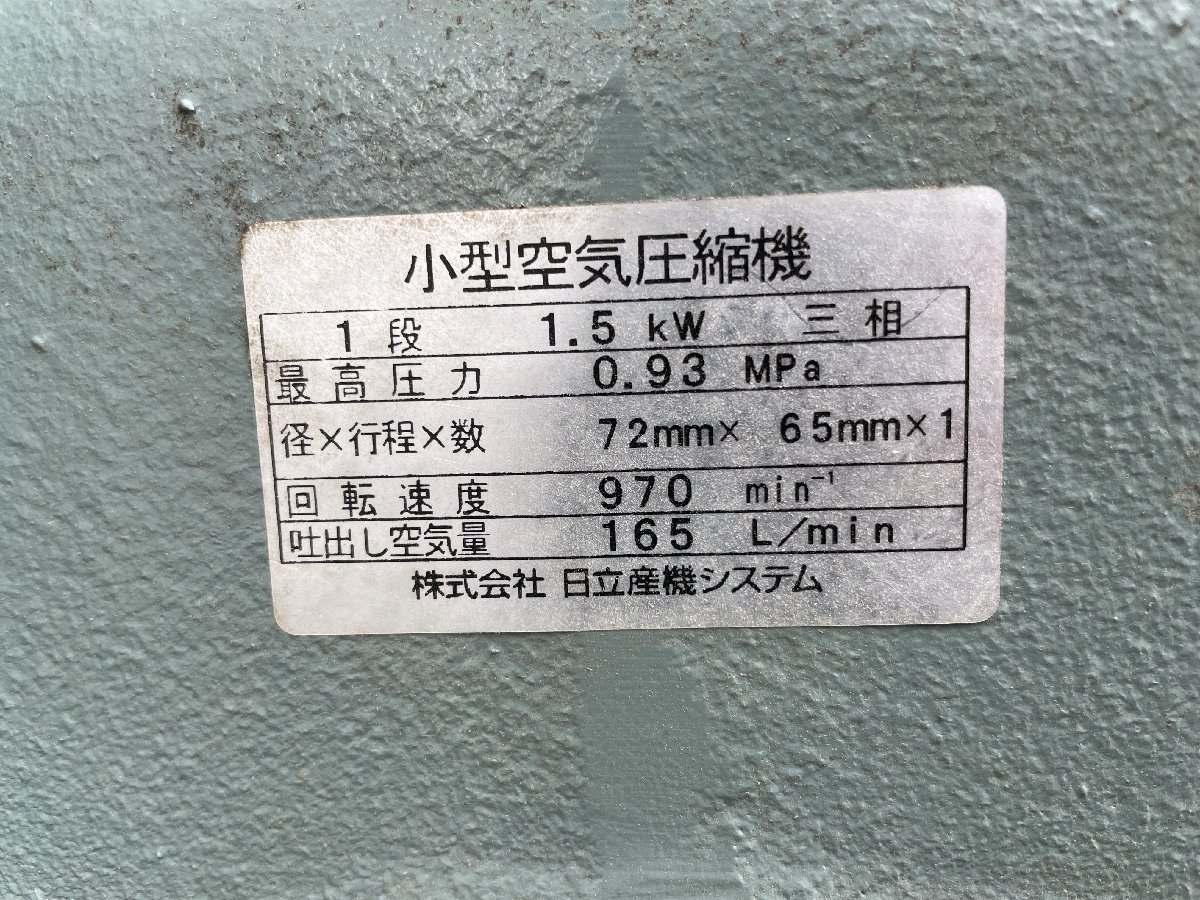 小型空気圧縮機
1段 1.5 kW 三相
最高圧力 0.93 MPa
径×行程×数 72mm× 65mm×1
回転速度 970 min⁻¹
吐出し空気量 165 L/min
株式会社 日立産機システム